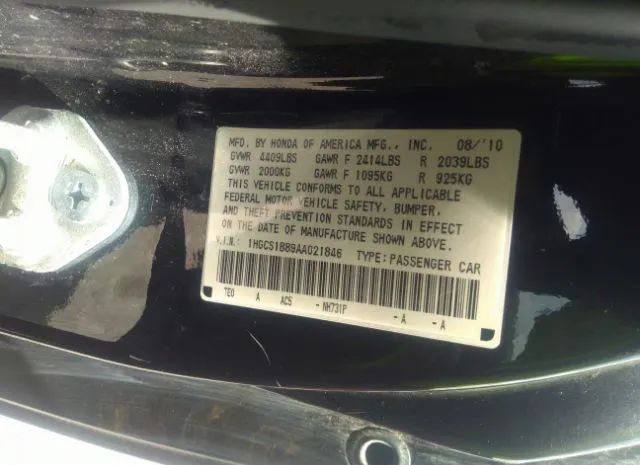 MFD. BY HONDA OF AMERICA MFG., INC. 08/'10
GVWR 4409LBS GAWR F 2414LBS R 2039LBS
GVWR 2000KG GAWR F 1095KG R 925KG
THIS VEHICLE CONFORMS TO ALL APPLICABLE
FEDERAL MOTOR VEHICLE SAFETY, BUMPER,
AND THEFT PREVENTION STANDARDS IN EFFECT
ON THE DATE OF MANUFACTURE SHOWN ABOVE.
V.I.N.: 1HGCS1B89AA021846 TYPE:PASSENGER CAR
TE0 A AC5 - NH731P - A - A